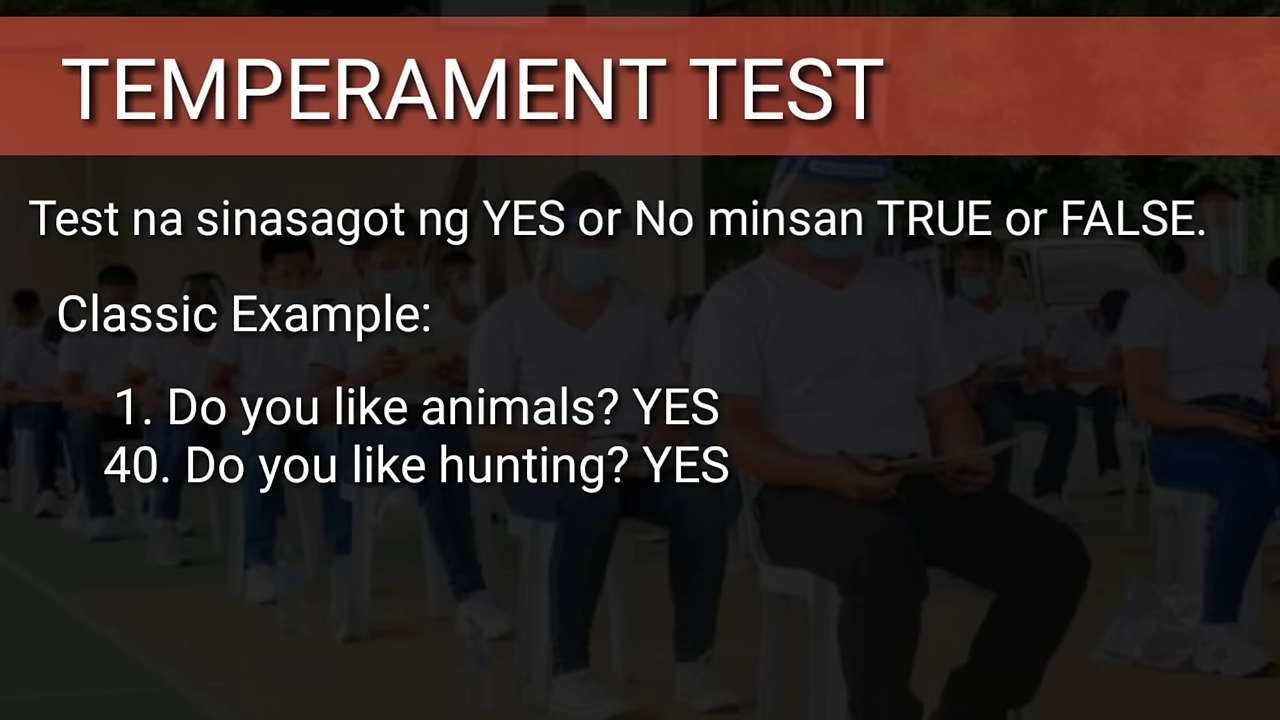 TEMPERAMENT TEST
Test na sinasagot ng YES or No minsan TRUE or FALSE.
Classic Example:
1. Do you like animals? YES
40. Do you like hunting? YES